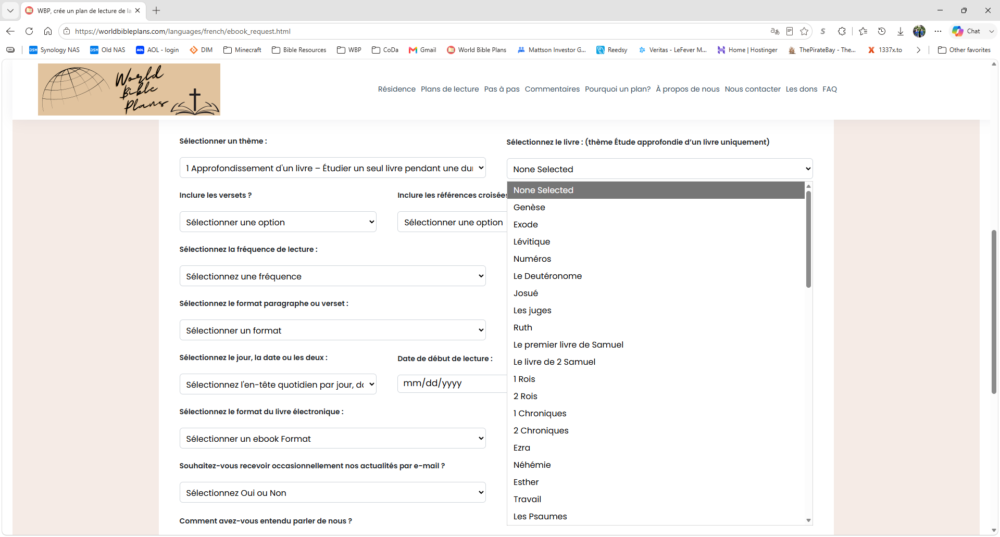 WBP, crée un plan de lecture de la
https://worldbibleplans.com/languages/french/ebook_request.html
Chat
Synology NAS
Old NAS
AOL - login
DIM
Minecraft
Bible Resources
WBP
CoDa
Gmail
World Bible Plans
Mattson Investor G...
Reedsy
Veritas - LeFever M...
Home | Hostinger
ThePirateBay - The...
1337x.to
Other favorites
World
Bible
Plans
Résidence Plans de lecture Pas à pas Commentaires Pourquoi un plan? À propos de nous Nous contacter Les dons FAQ
Sélectionner un thème :
1 Approfondissement d'un livre – Étudier un seul livre pendant une du
Sélectionnez le livre : (thème Étude approfondie d’un livre uniquement)
None Selected
Inclure les versets ?
Sélectionner une option
Inclure les références croisées
Sélectionner une option
Sélectionnez la fréquence de lecture :
Sélectionnez une fréquence
Sélectionnez le format paragraphe ou verset :
Sélectionner un format
Sélectionnez le jour, la date ou les deux :
Sélectionnez l'en-tête quotidien par jour, da
Date de début de lecture :
mm/dd/yyyy
Sélectionnez le format du livre électronique :
Sélectionner un ebook Format
Souhaitez-vous recevoir occasionnellement nos actualités par e-mail ?
Sélectionnez Oui ou Non
Comment avez-vous entendu parler de nous ?
None Selected
Genèse
Exode
Lévitique
Numéros
Le Deutéronome
Josué
Les juges
Ruth
Le premier livre de Samuel
Le livre de 2 Samuel
1 Rois
2 Rois
1 Chroniques
2 Chroniques
Ezra
Néhémie
Esther
Travail
Les Psaumes